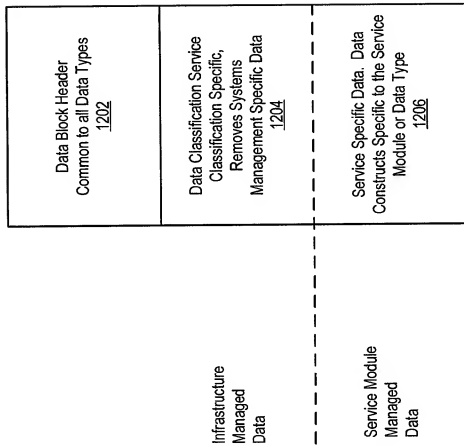 Data Block Header
Common to all Data Types
1202
Infrastructure
Managed
Data
Data Classification Service
Classification Specific,
Removes Systems
Management Specific Data
1204
Service Module
Managed
Data
Service Specific Data. Data
Constructs Specific to the Service
Module or Data Type
1206